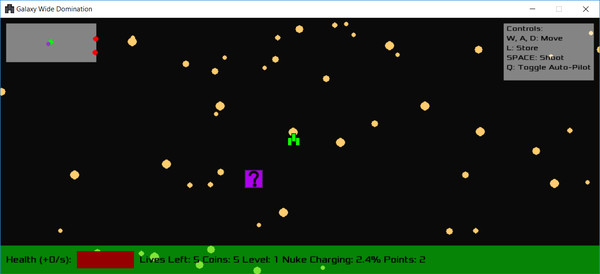 Galaxy Wide Domination
Controls:
W, A, D: Move
L: Store
SPACE: Shoot
Q: Toggle Auto-Pilot
?
Health (+0/s): Lives Left: 5 Coins: 5 Level: 1 Nuke Charging: 2.4% Points: 2